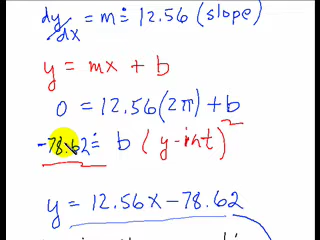 dy/dx = m ≐ 12.56 (slope)
y = mx + b
0 = 12.56(2π) + b
-78.62 ≐ b (y-int)
y = 12.56x - 78.62